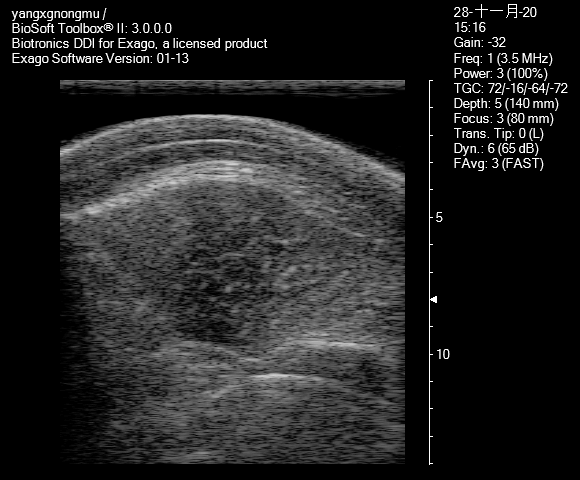 yangxgnongmu /
BioSoft Toolbox® II: 3.0.0.0
Biotronics DDI for Exago, a licensed product
Exago Software Version: 01-13
28-十一月-20
15:16
Gain: -32
Freq: 1 (3.5 MHz)
Power: 3 (100%)
TGC: 72/-16/-64/-72
Depth: 5 (140 mm)
Focus: 3 (80 mm)
Trans. Tip: 0 (L)
Dyn.: 6 (65 dB)
FAvg: 3 (FAST)
5
10